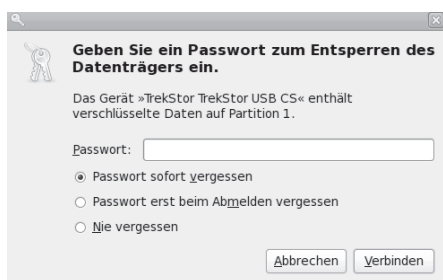 Geben Sie ein Passwort zum Entsperren des
Datenträgers ein.
Das Gerät »TrekStor TrekStor USB CS« enthält
verschlüsselte Daten auf Partition 1.
Passwort:
Passwort sofort vergessen
Passwort erst beim Abmelden vergessen
Nie vergessen
Abbrechen Verbinden